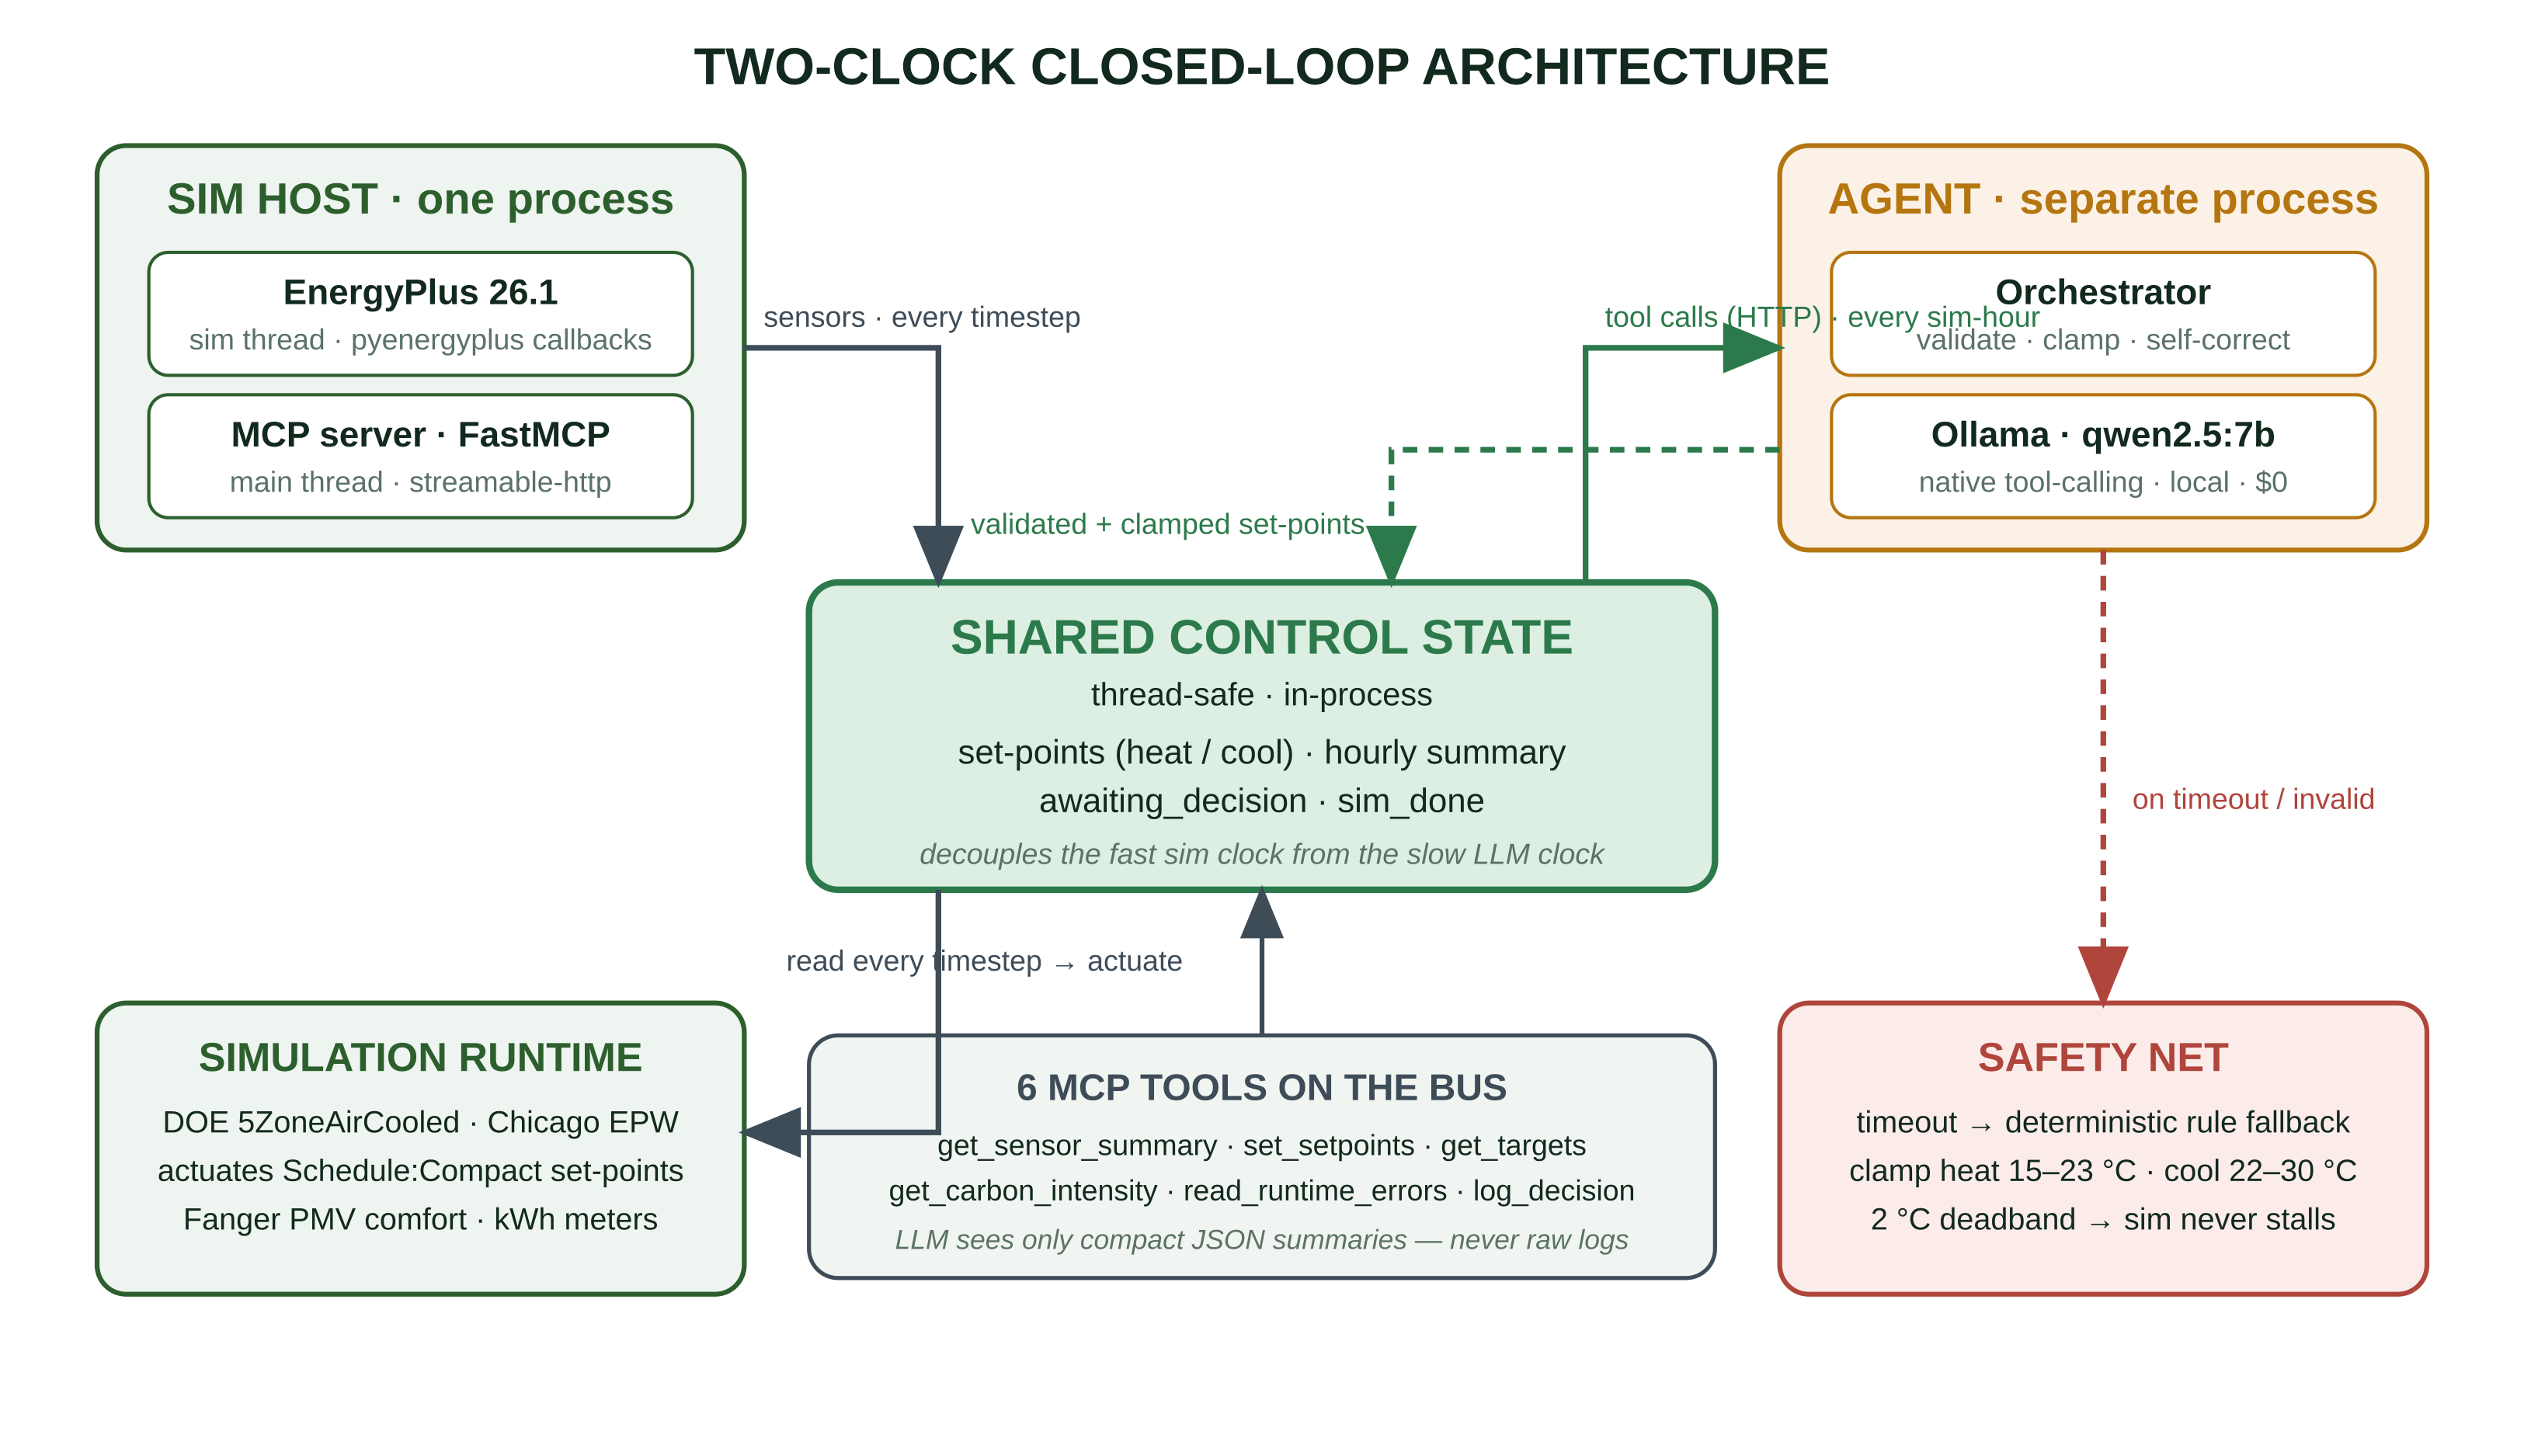 TWO-CLOCK CLOSED-LOOP ARCHITECTURE
SIM HOST · one process
EnergyPlus 26.1
sim thread · pyenergyplus callbacks
MCP server · FastMCP
main thread · streamable-http
sensors · every timestep
tool calls (HTTP) · every sim-hour
AGENT · separate process
Orchestrator
validate · clamp · self-correct
Ollama · qwen2.5:7b
native tool-calling · local · $0
validated + clamped set-points
SHARED CONTROL STATE
thread-safe · in-process
set-points (heat / cool) · hourly summary
awaiting_decision · sim_done
decouples the fast sim clock from the slow LLM clock
on timeout / invalid
read every timestep → actuate
SIMULATION RUNTIME
DOE 5ZoneAirCooled · Chicago EPW
actuates Schedule:Compact set-points
Fanger PMV comfort · kWh meters
6 MCP TOOLS ON THE BUS
get_sensor_summary · set_setpoints · get_targets
get_carbon_intensity · read_runtime_errors · log_decision
LLM sees only compact JSON summaries — never raw logs
SAFETY NET
timeout → deterministic rule fallback
clamp heat 15–23 °C · cool 22–30 °C
2 °C deadband → sim never stalls